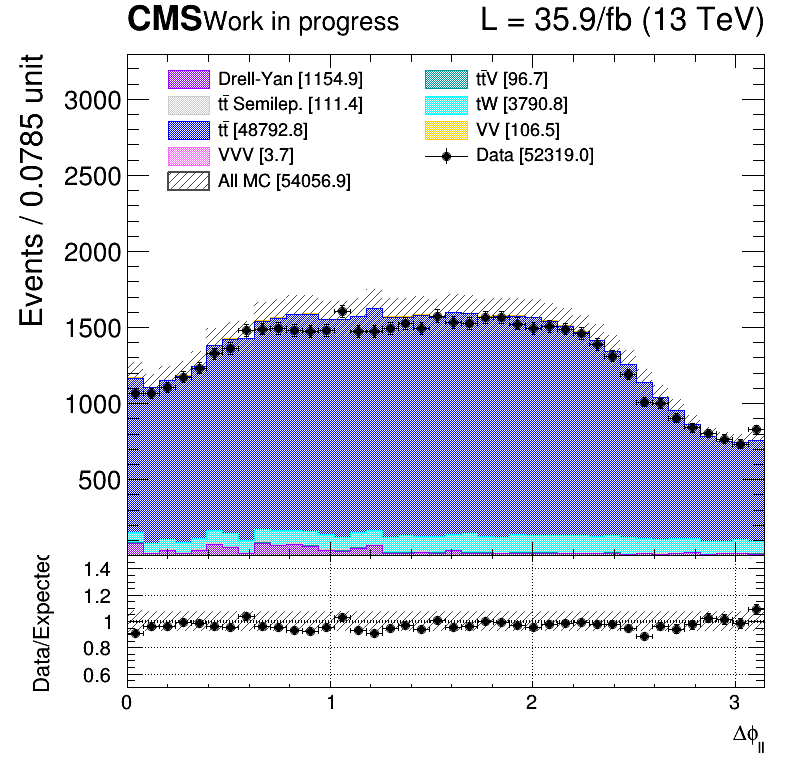 CMS Work in progress L = 35.9/fb (13 TeV)
Events / 0.0785 unit
3000
2500
2000
1500
1000
500
Drell-Yan [1154.9]
tt̄ Semilep. [111.4]
tt̄ [48792.8]
VVV [3.7]
All MC [54056.9]
tt̄V [96.7]
tW [3790.8]
VV [106.5]
Data [52319.0]
Data/Expected
1.4
1.2
1
0.8
0.6
0 1 2 3
Δϕ_ll